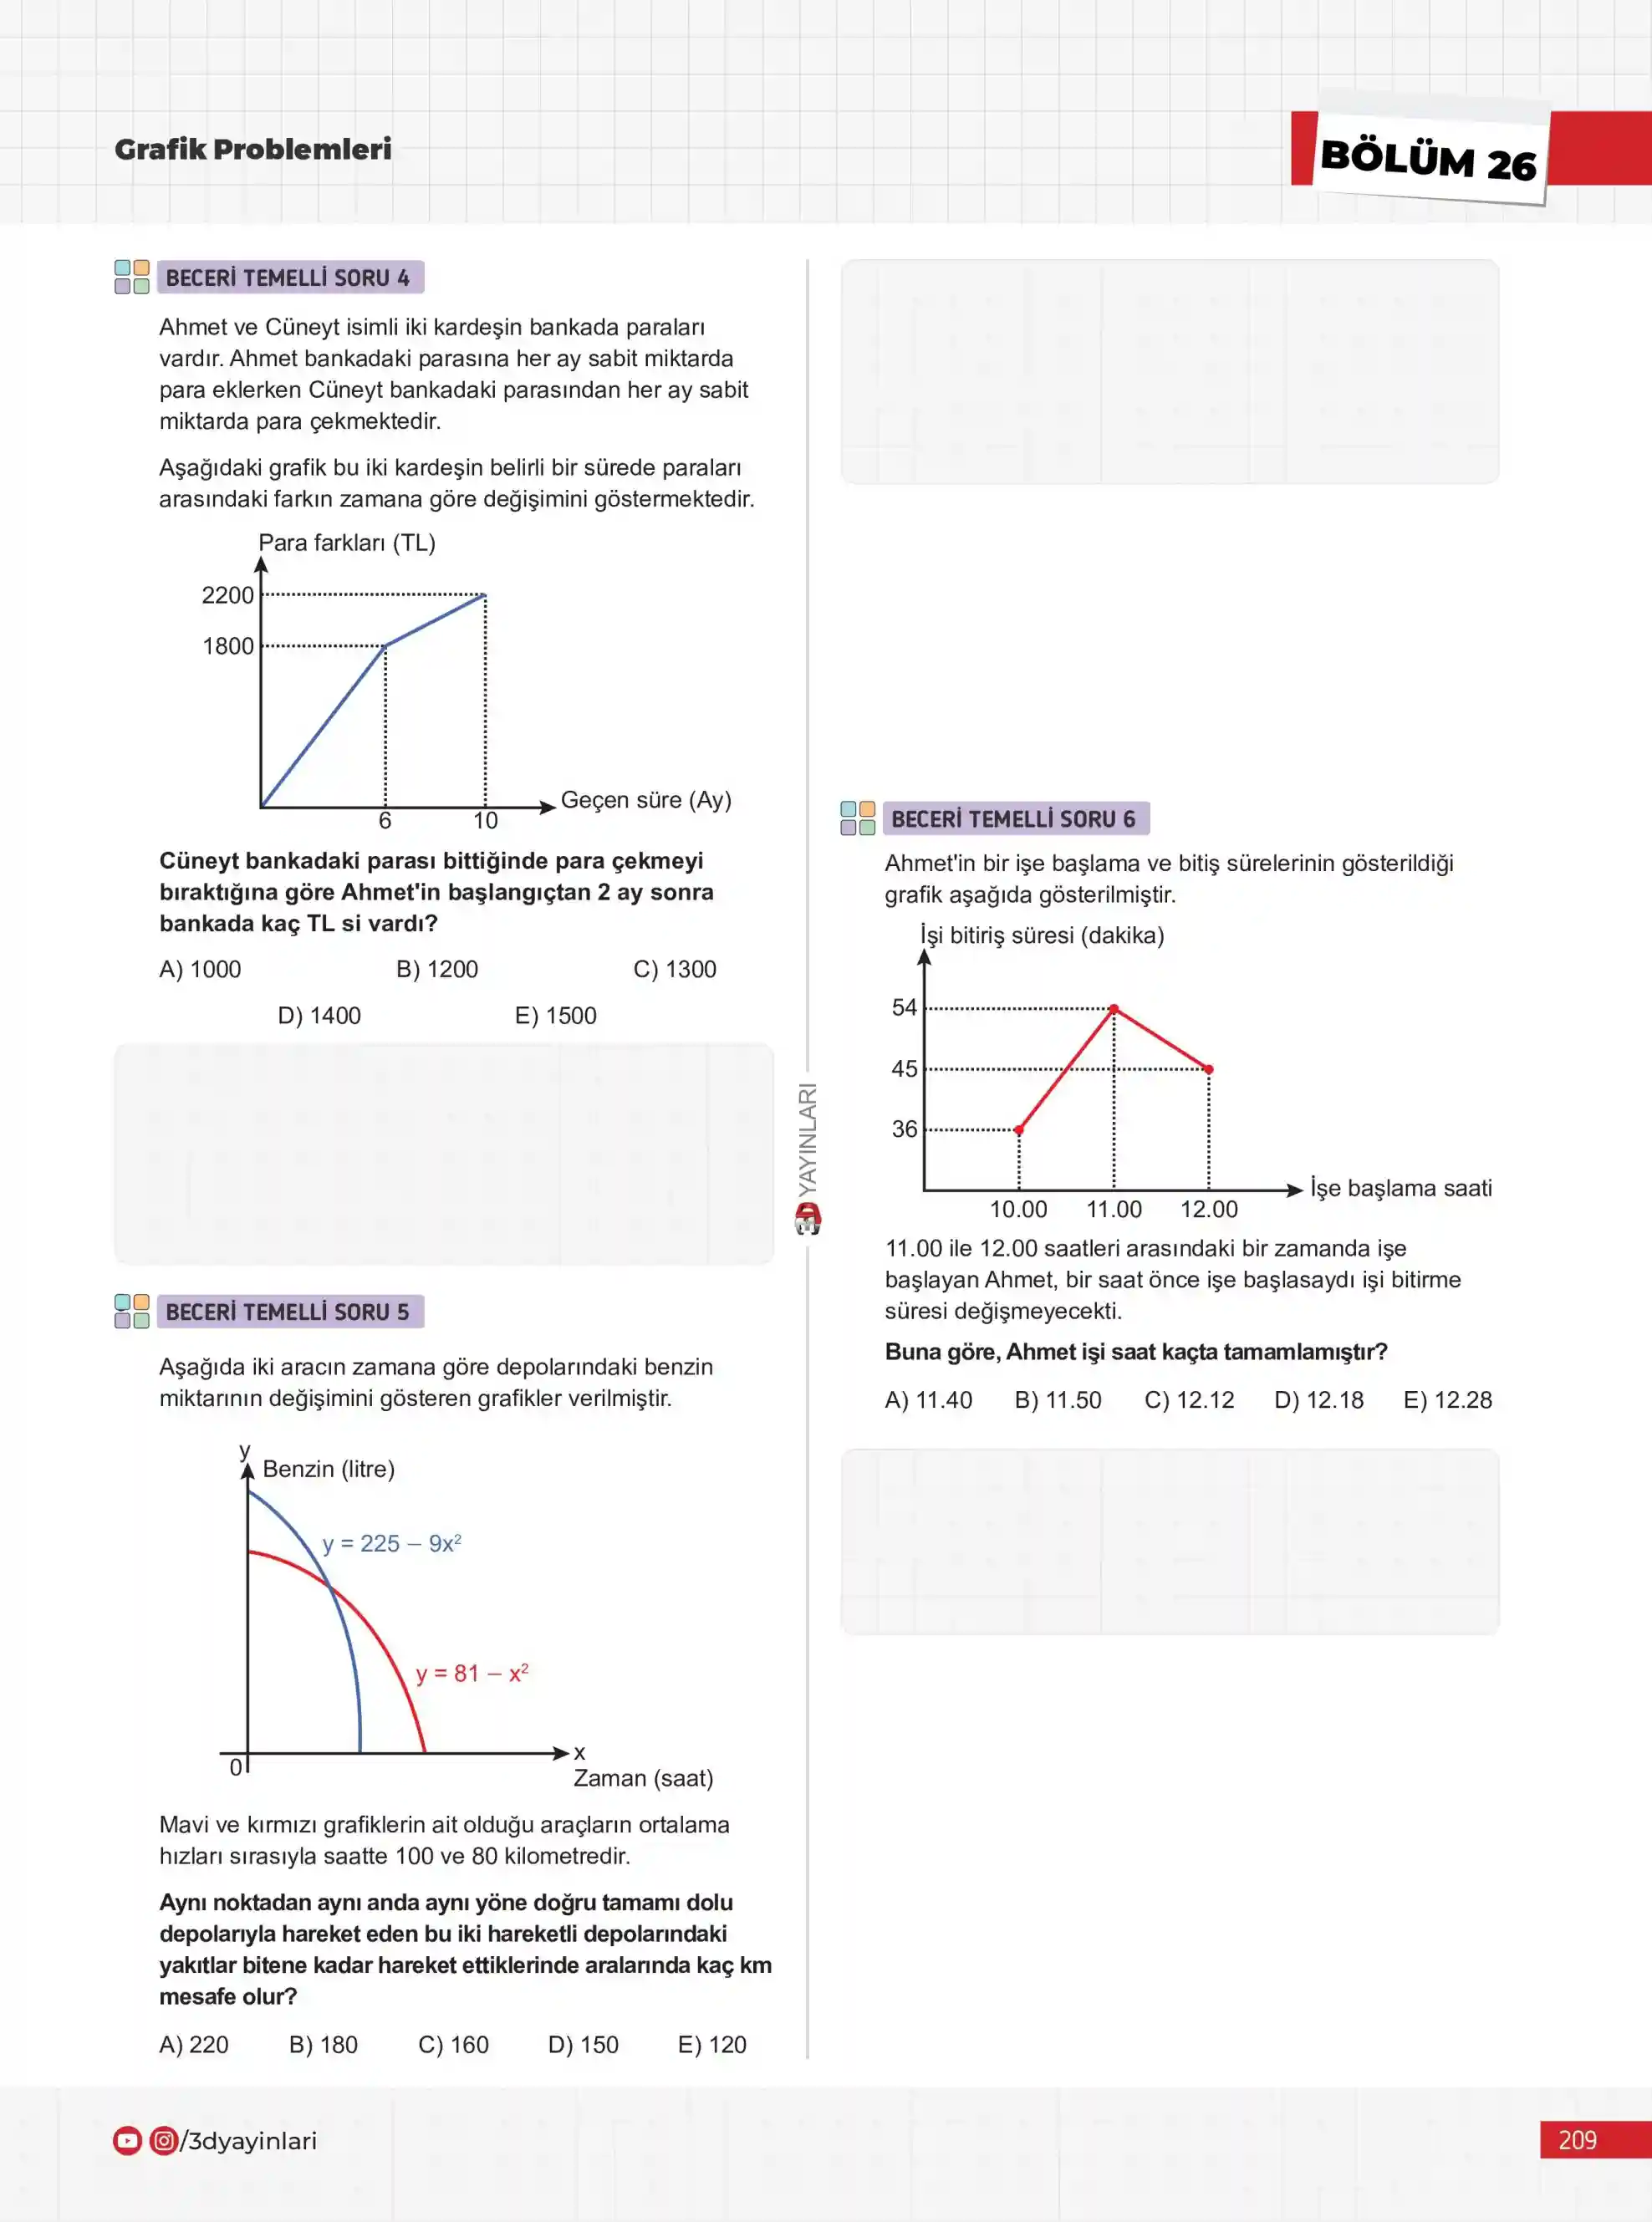 Grafik Problemleri
BÖLÜM 26
BECERİ TEMELLİ SORU 4
Ahmet ve Cüneyt isimli iki kardeşin bankada paraları
vardır. Ahmet bankadaki parasına her ay sabit miktarda
para eklerken Cüneyt bankadaki parasından her ay sabit
miktarda para çekmektedir.
Aşağıdaki grafik bu iki kardeşin belirli bir sürede paraları
arasındaki farkın zamana göre değişimini göstermektedir.
Para farkları (TL)
2200
1800
Geçen süre (Ay)
6 10
Cüneyt bankadaki parası bittiğinde para çekmeyi
bıraktığına göre Ahmet'in başlangıçtan 2 ay sonra
bankada kaç TL si vardı?
A) 1000 B) 1200 C) 1300
D) 1400 E) 1500
BECERİ TEMELLİ SORU 5
Aşağıda iki aracın zamana göre depolarındaki benzin
miktarının değişimini gösteren grafikler verilmiştir.
y
Benzin (litre)
y = 225 – 9x²
y = 81 – x²
x
0
Zaman (saat)
Mavi ve kırmızı grafiklerin ait olduğu araçların ortalama
hızları sırasıyla saatte 100 ve 80 kilometredir.
Aynı noktadan aynı anda aynı yöne doğru tamamı dolu
depolarıyla hareket eden bu iki hareketli depolarındaki
yakıtlar bitene kadar hareket ettiklerinde aralarında kaç km
mesafe olur?
A) 220 B) 180 C) 160 D) 150 E) 120
YAYINLARI
BECERİ TEMELLİ SORU 6
Ahmet'in bir işe başlama ve bitiş sürelerinin gösterildiği
grafik aşağıda gösterilmiştir.
İşi bitiriş süresi (dakika)
54
45
36
İşe başlama saati
10.00 11.00 12.00
11.00 ile 12.00 saatleri arasındaki bir zamanda işe
başlayan Ahmet, bir saat önce işe başlasaydı işi bitirme
süresi değişmeyecekti.
Buna göre, Ahmet işi saat kaçta tamamlamıştır?
A) 11.40 B) 11.50 C) 12.12 D) 12.18 E) 12.28
/3dyayinlari
209